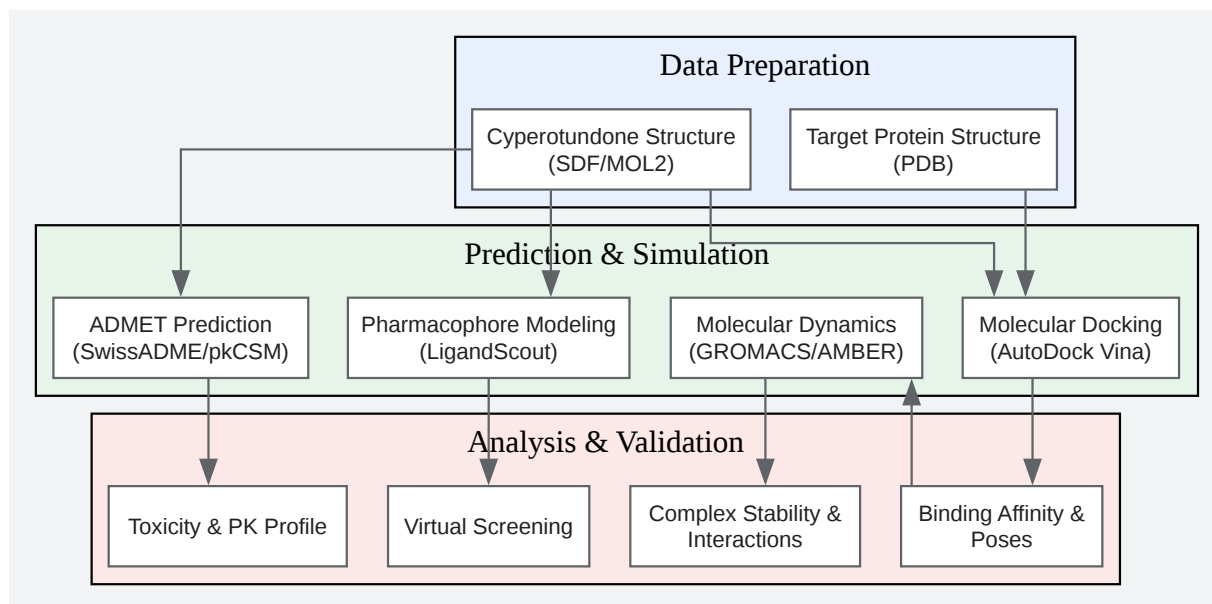 Data Preparation
Cyperotundone Structure
(SDF/MOL2)
Target Protein Structure
(PDB)
Prediction & Simulation
ADMET Prediction
(SwissADME/pkCSM)
Pharmacophore Modeling
(LigandScout)
Molecular Dynamics
(GROMACS/AMBER)
Molecular Docking
(AutoDock Vina)
Analysis & Validation
Toxicity & PK Profile
Virtual Screening
Complex Stability &
Interactions
Binding Affinity &
Poses